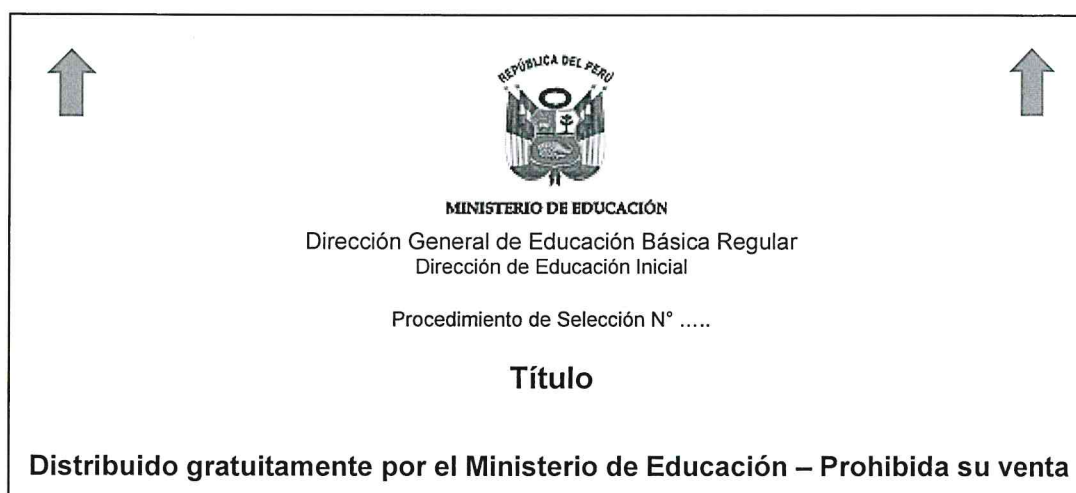 REPÚBLICA DEL PERÚ
MINISTERIO DE EDUCACIÓN
Dirección General de Educación Básica Regular
Dirección de Educación Inicial
Procedimiento de Selección N° .....
Título
Distribuido gratuitamente por el Ministerio de Educación – Prohibida su venta